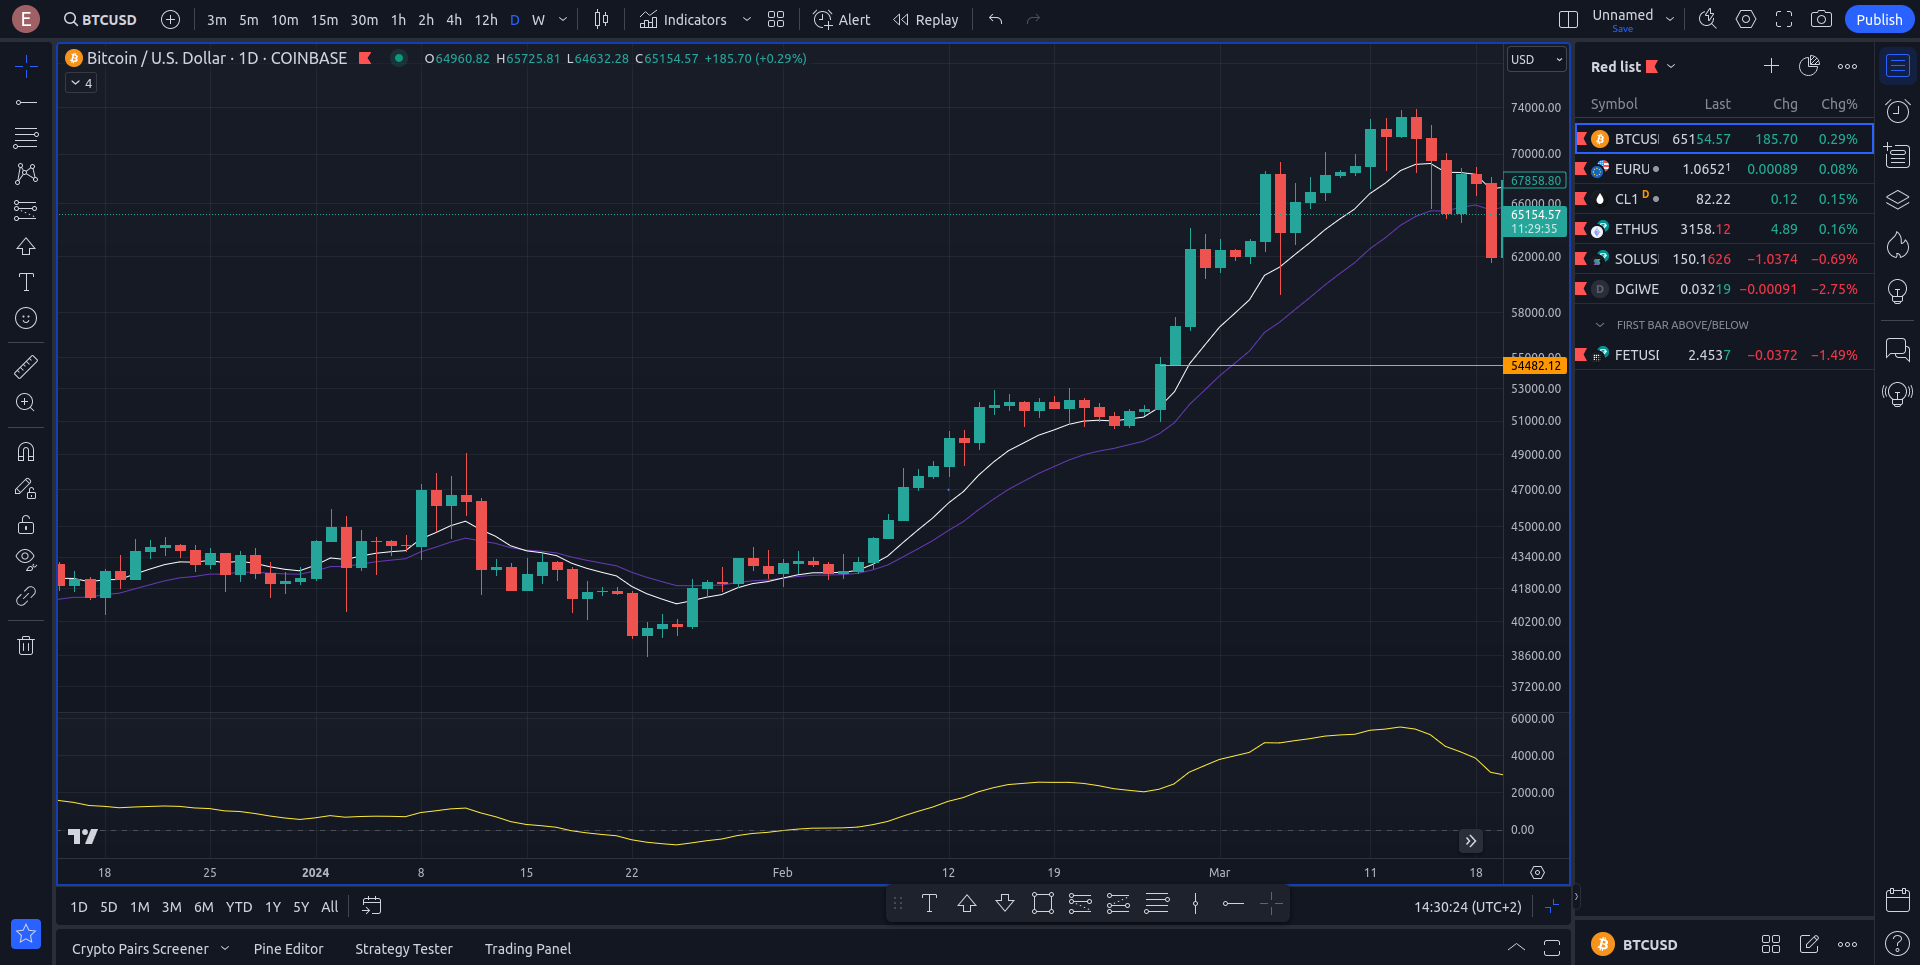 E
BTCUSD
3m 5m 10m 15m 30m 1h 2h 4h 12h D W
Indicators
Alert
Replay
Unnamed
Save
Publish
Bitcoin / U.S. Dollar · 1D · COINBASE
O64960.82 H65725.81 L64632.28 C65154.57 +185.70 (+0.29%)
4
USD
74000.00
70000.00
67858.80
66000.00
65154.57
11:29:35
62000.00
58000.00
55000.00
54482.12
53000.00
51000.00
49000.00
47000.00
45000.00
43400.00
41800.00
40200.00
38600.00
37200.00
6000.00
4000.00
2000.00
0.00
18 25 2024 8 15 22 Feb 12 19 Mar 11 18
1D 5D 1M 3M 6M YTD 1Y 5Y All
14:30:24 (UTC+2)
Crypto Pairs Screener Pine Editor Strategy Tester Trading Panel
Red list
Symbol Last Chg Chg%
BTCUSI 65154.57 185.70 0.29%
EURU 1.06521 0.00089 0.08%
CL1 D 82.22 0.12 0.15%
ETHUS 3158.12 4.89 0.16%
SOLUSI 150.1626 −1.0374 −0.69%
D DGIWE 0.03219 −0.00091 −2.75%
FIRST BAR ABOVE/BELOW
FETUSI 2.4537 −0.0372 −1.49%
BTCUSD